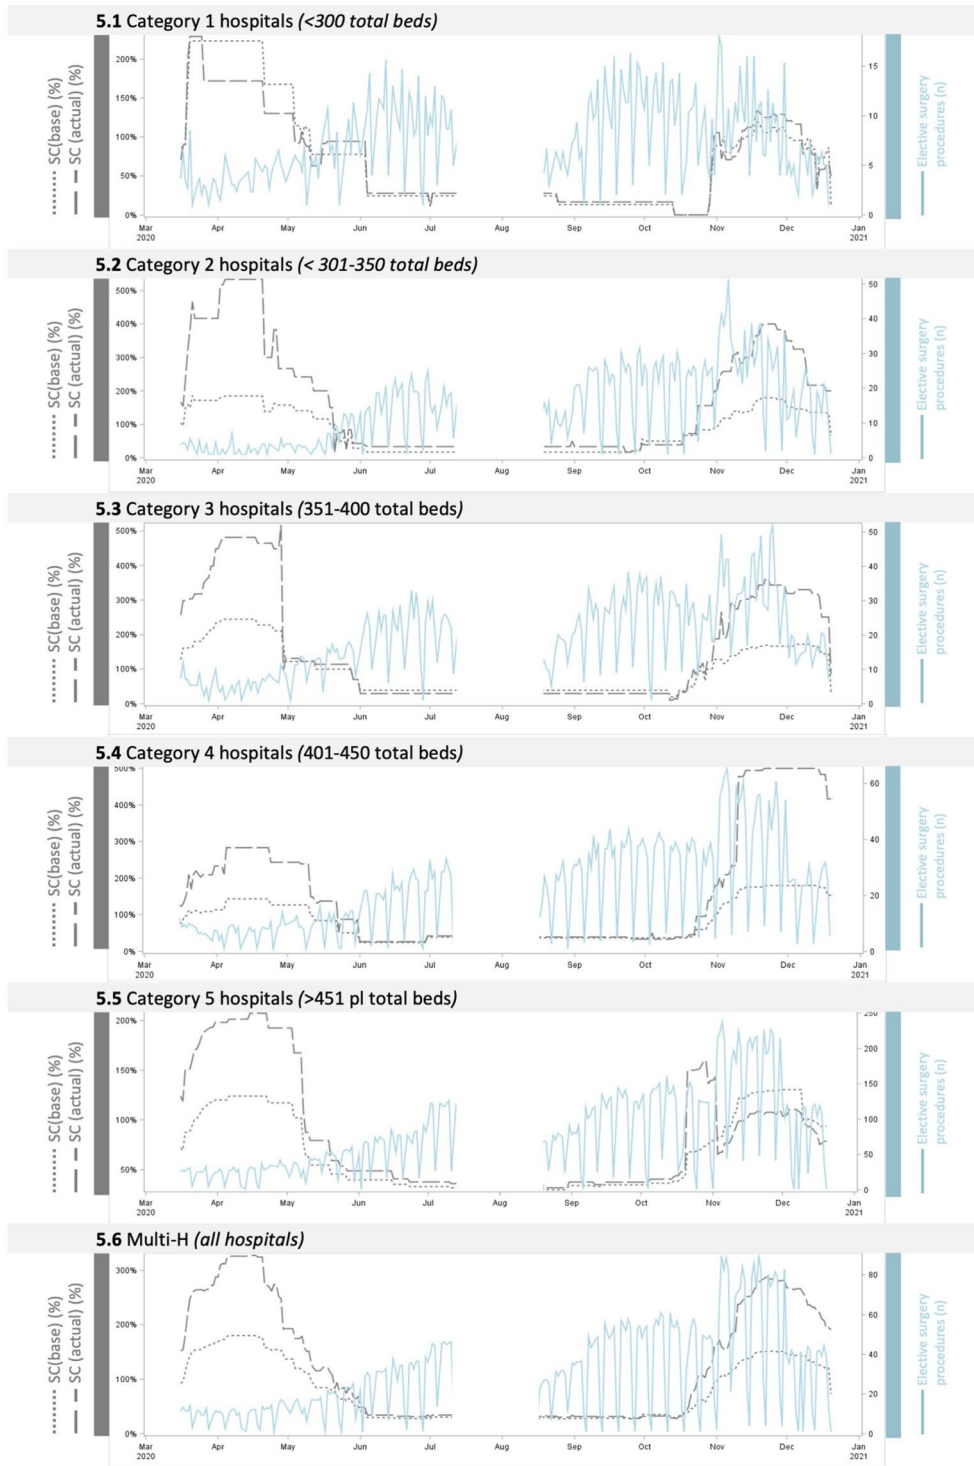 5.1 Category 1 hospitals (<300 total beds)
SC(base) (%)
SC (actual) (%)
200%
150%
100%
50%
0%
15
10
5
0
Elective surgery
procedures (n)
Mar
2020
Apr
May
Jun
Jul
Aug
Sep
Oct
Nov
Dec
Jan
2021
5.2 Category 2 hospitals (< 301-350 total beds)
SC(base) (%)
SC (actual) (%)
500%
400%
300%
200%
100%
0%
50
40
30
20
10
0
Elective surgery
procedures (n)
Mar
2020
Apr
May
Jun
Jul
Aug
Sep
Oct
Nov
Dec
Jan
2021
5.3 Category 3 hospitals (351-400 total beds)
SC(base) (%)
SC (actual) (%)
500%
400%
300%
200%
100%
0%
50
40
30
20
10
0
Elective surgery
procedures (n)
Mar
2020
Apr
May
Jun
Jul
Aug
Sep
Oct
Nov
Dec
Jan
2021
5.4 Category 4 hospitals (401-450 total beds)
SC(base) (%)
SC (actual) (%)
500%
400%
300%
200%
100%
0%
60
40
20
0
Elective surgery
procedures (n)
Mar
2020
Apr
May
Jun
Jul
Aug
Sep
Oct
Nov
Dec
Jan
2021
5.5 Category 5 hospitals (>451 pl total beds)
SC(base) (%)
SC (actual) (%)
200%
150%
100%
50%
250
200
150
100
50
0
Elective surgery
procedures (n)
Mar
2020
Apr
May
Jun
Jul
Aug
Sep
Oct
Nov
Dec
Jan
2021
5.6 Multi-H (all hospitals)
SC(base) (%)
SC (actual) (%)
300%
200%
100%
0%
80
60
40
20
0
Elective surgery
procedures (n)
Mar
2020
Apr
May
Jun
Jul
Aug
Sep
Oct
Nov
Dec
Jan
2021